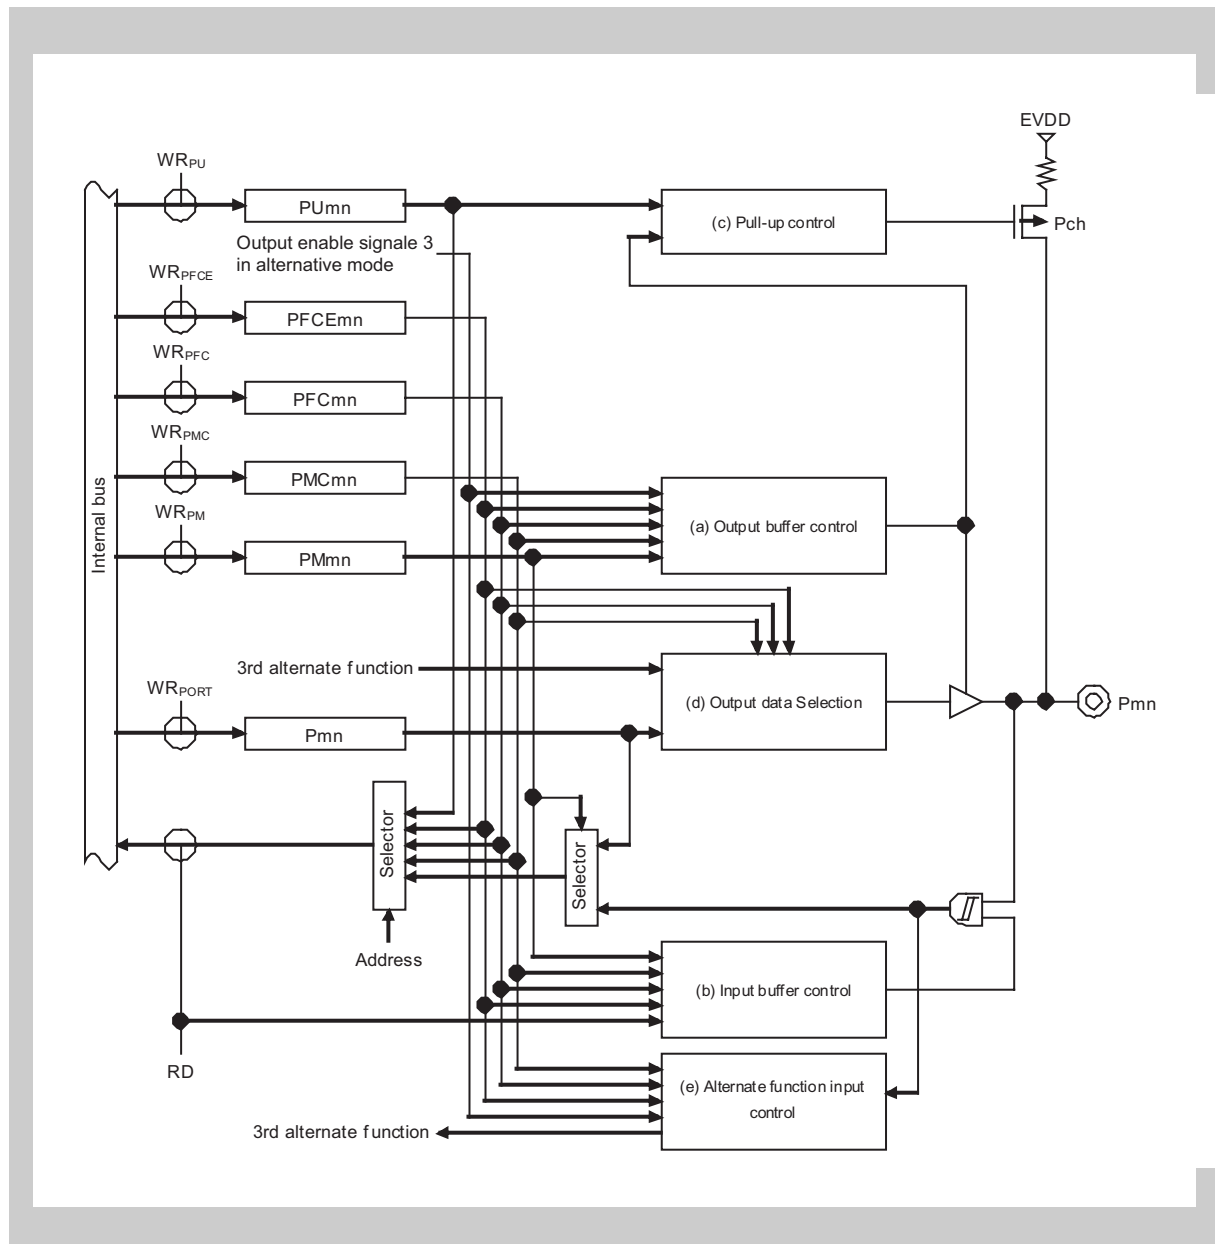 EVDD
WRPU
PUmn
(c) Pull-up control
Pch
Output enable signale 3
in alternative mode
WRPFCE
PFCEmn
WRPFC
PFCmn
WRPMC
PMCmn
Internal bus
WRPM
PMmn
(a) Output buffer control
3rd alternate function
WRPORT
Pmn
(d) Output data Selection
Pmn
Selector
Selector
Address
(b) Input buffer control
RD
(e) Alternate function input
control
3rd alternate function